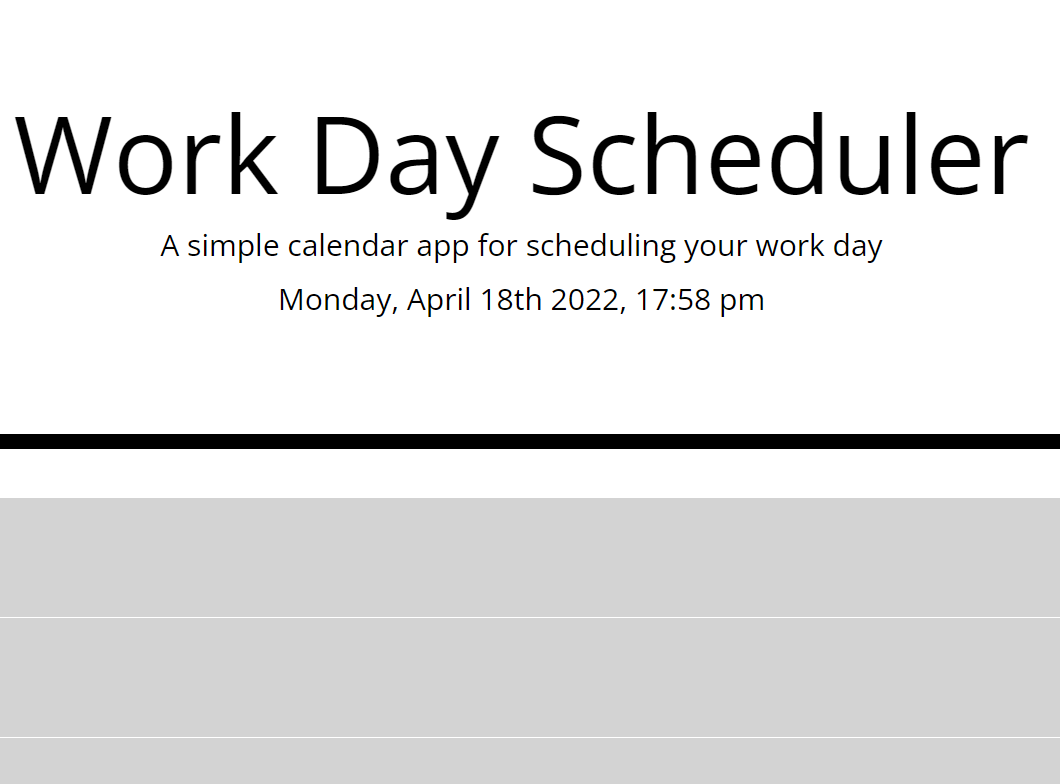 Work Day Scheduler
A simple calendar app for scheduling your work day
Monday, April 18th 2022, 17:58 pm